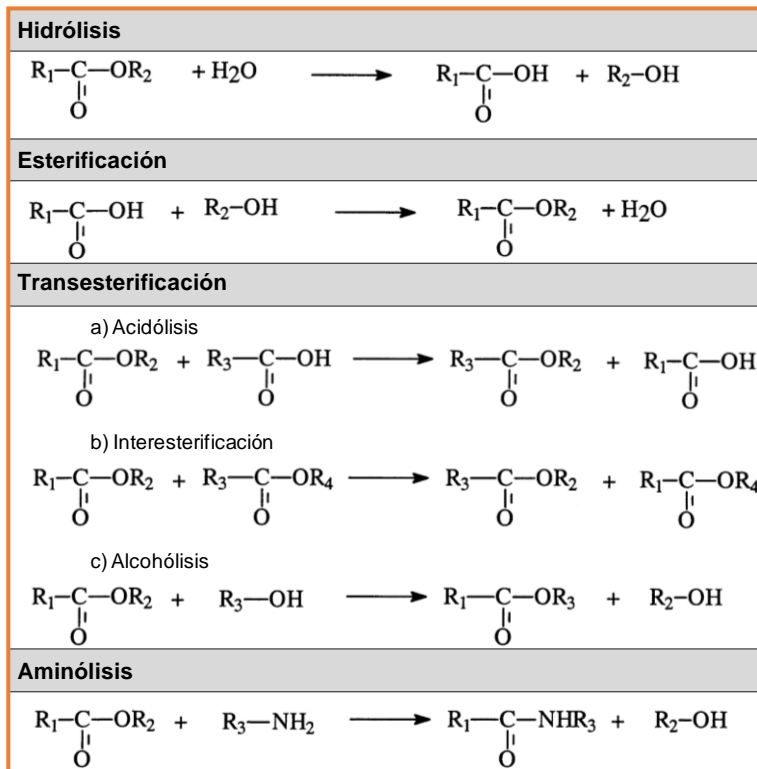 Hidrólisis
R₁–C–OR₂ + H₂O ⟶ R₁–C–OH + R₂–OH
O O
Esterificación
R₁–C–OH + R₂–OH ⟶ R₁–C–OR₂ + H₂O
O O
Transesterificación
a) Acidólisis
R₁–C–OR₂ + R₃–C–OH ⟶ R₃–C–OR₂ + R₁–C–OH
O O O O
b) Interesterificación
R₁–C–OR₂ + R₃–C–OR₄ ⟶ R₃–C–OR₂ + R₁–C–OR₄
O O O O
c) Alcohólisis
R₁–C–OR₂ + R₃–OH ⟶ R₁–C–OR₃ + R₂–OH
O O
Aminólisis
R₁–C–OR₂ + R₃–NH₂ ⟶ R₁–C–NHR₃ + R₂–OH
O O